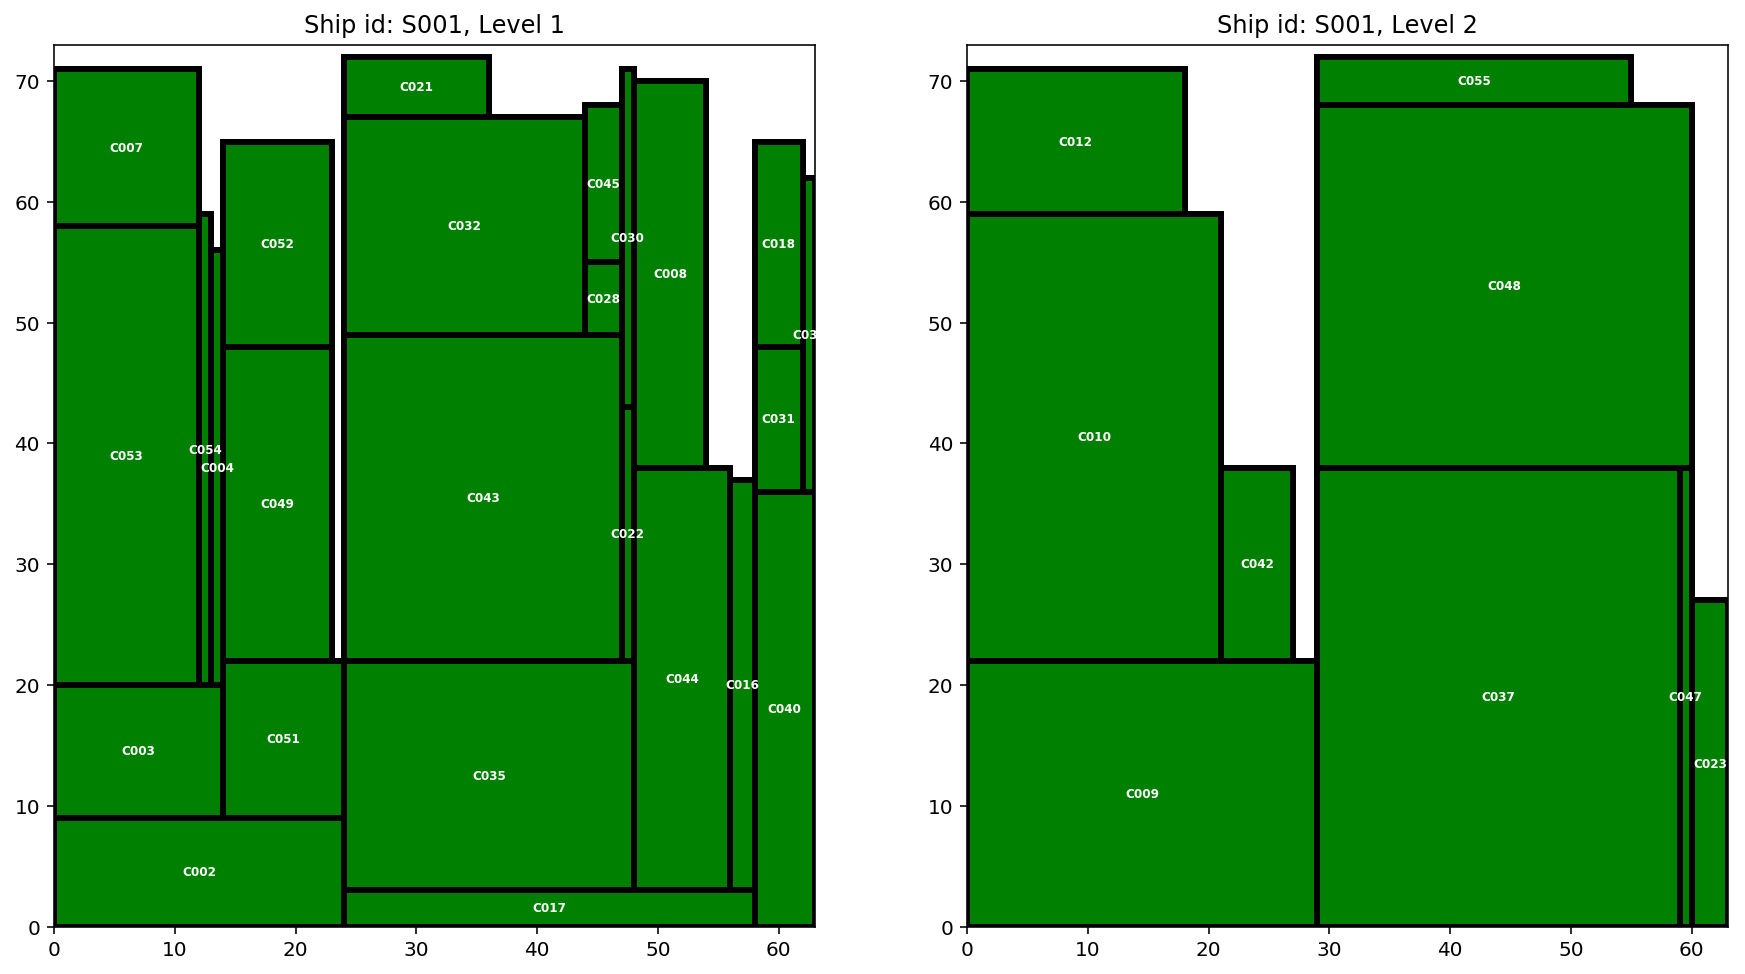 Ship id: S001, Level 1
70
60
50
40
30
20
10
0
0 10 20 30 40 50 60
C021
C007
C045
C032
C030
C052
C018
C008
C028
C03
C031
C054
C053
C004
C043
C049
C022
C044
C016
C040
C051
C003
C035
C002
C017
Ship id: S001, Level 2
70
60
50
40
30
20
10
0
0 10 20 30 40 50 60
C055
C012
C048
C010
C042
C037
C047
C023
C009